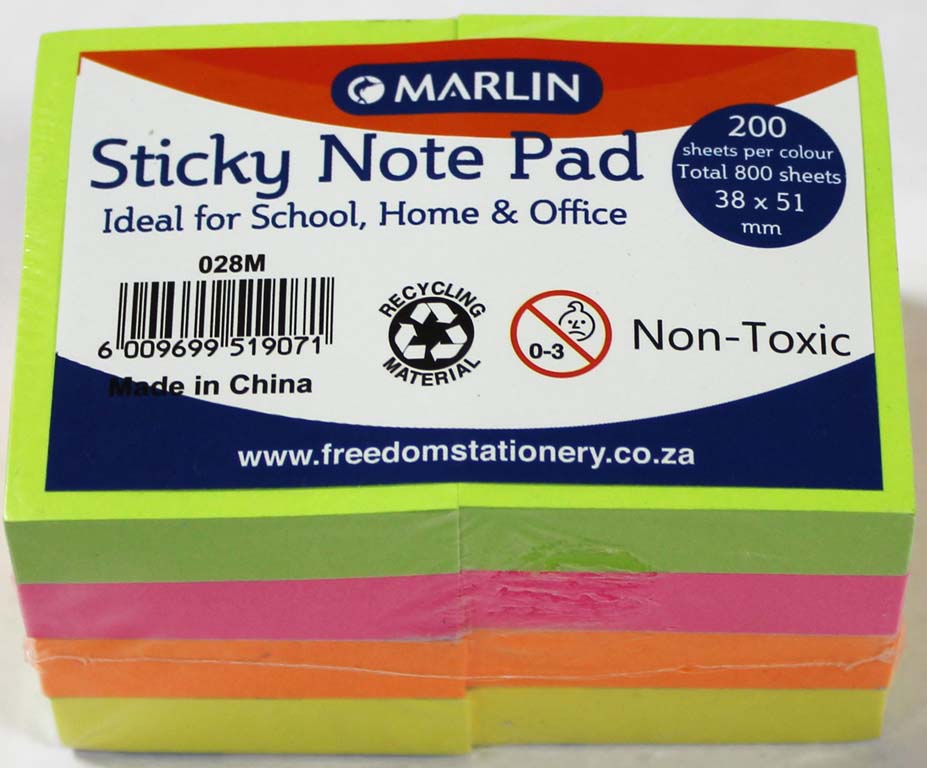 MARLIN
Sticky Note Pad
Ideal for School, Home & Office
200
sheets per colour
Total 800 sheets
38 x 51
mm
028M
6 009699 519071
Made in China
RECYCLING
MATERIAL
0-3
Non-Toxic
www.freedomstationery.co.za